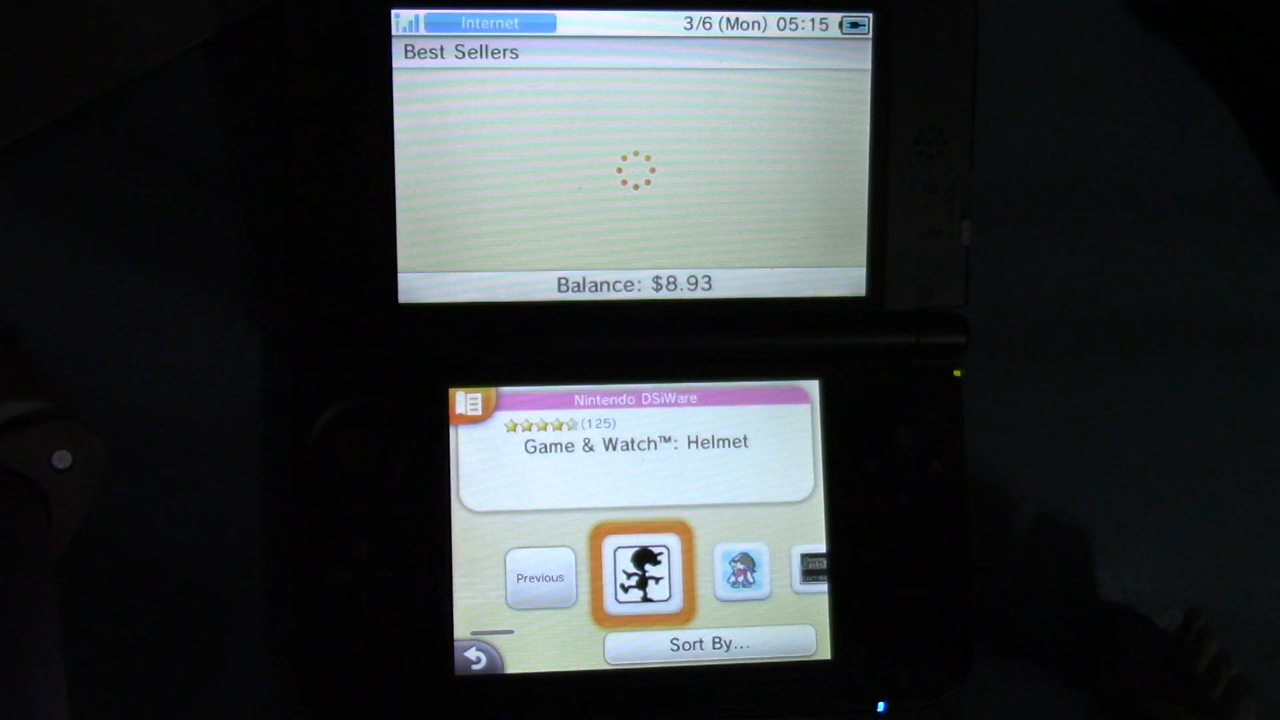 Internet 3/6 (Mon) 05:15
Best Sellers
Balance: $8.93
Nintendo DSiWare
(125)
Game & Watch™: Helmet
Previous
Sort By...